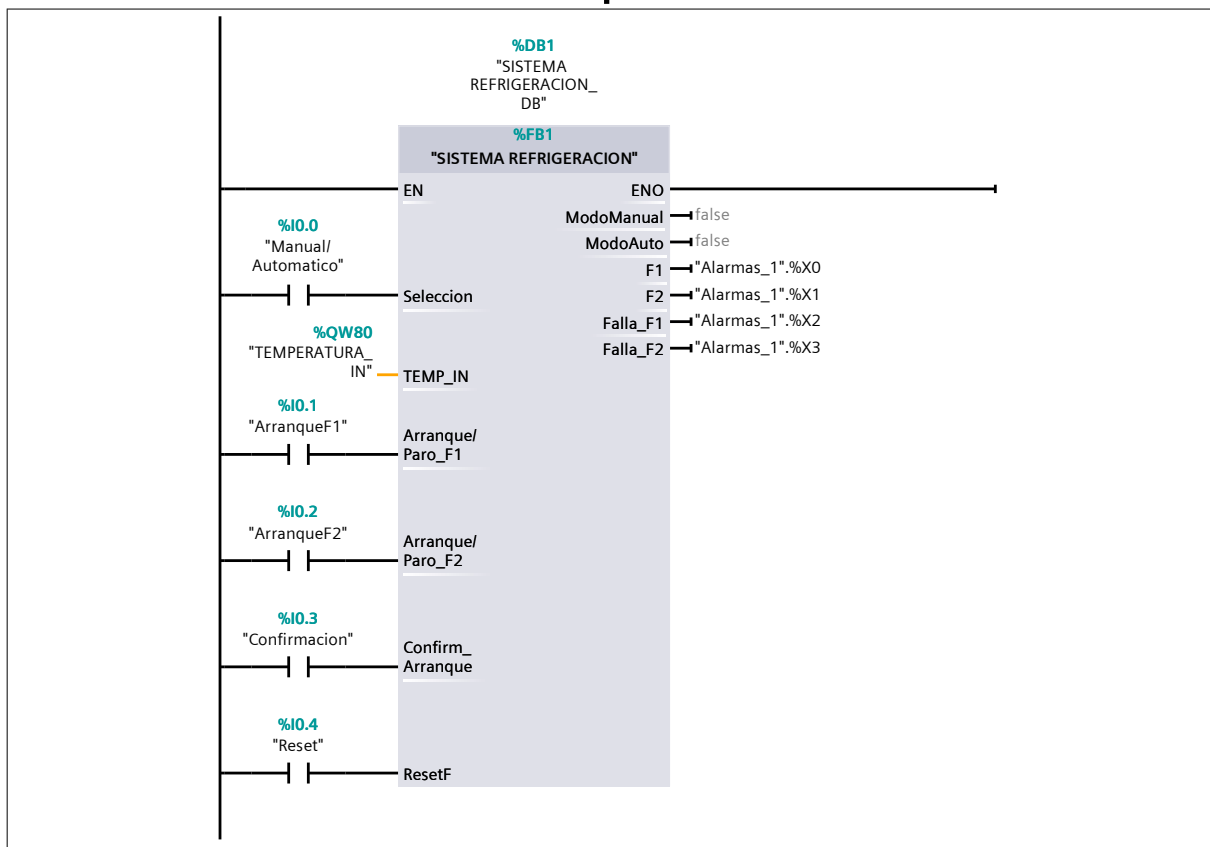 %DB1
"SISTEMA
REFRIGERACION_
DB"
%FB1
"SISTEMA REFRIGERACION"
EN
ENO
ModoManual
false
ModoAuto
false
F1
"Alarmas_1".%X0
F2
"Alarmas_1".%X1
Falla_F1
"Alarmas_1".%X2
Falla_F2
"Alarmas_1".%X3
%I0.0
"Manual/
Automatico"
Seleccion
%QW80
"TEMPERATURA_
IN"
TEMP_IN
%I0.1
"ArranqueF1"
Arranque/
Paro_F1
%I0.2
"ArranqueF2"
Arranque/
Paro_F2
%I0.3
"Confirmacion"
Confirm_
Arranque
%I0.4
"Reset"
ResetF